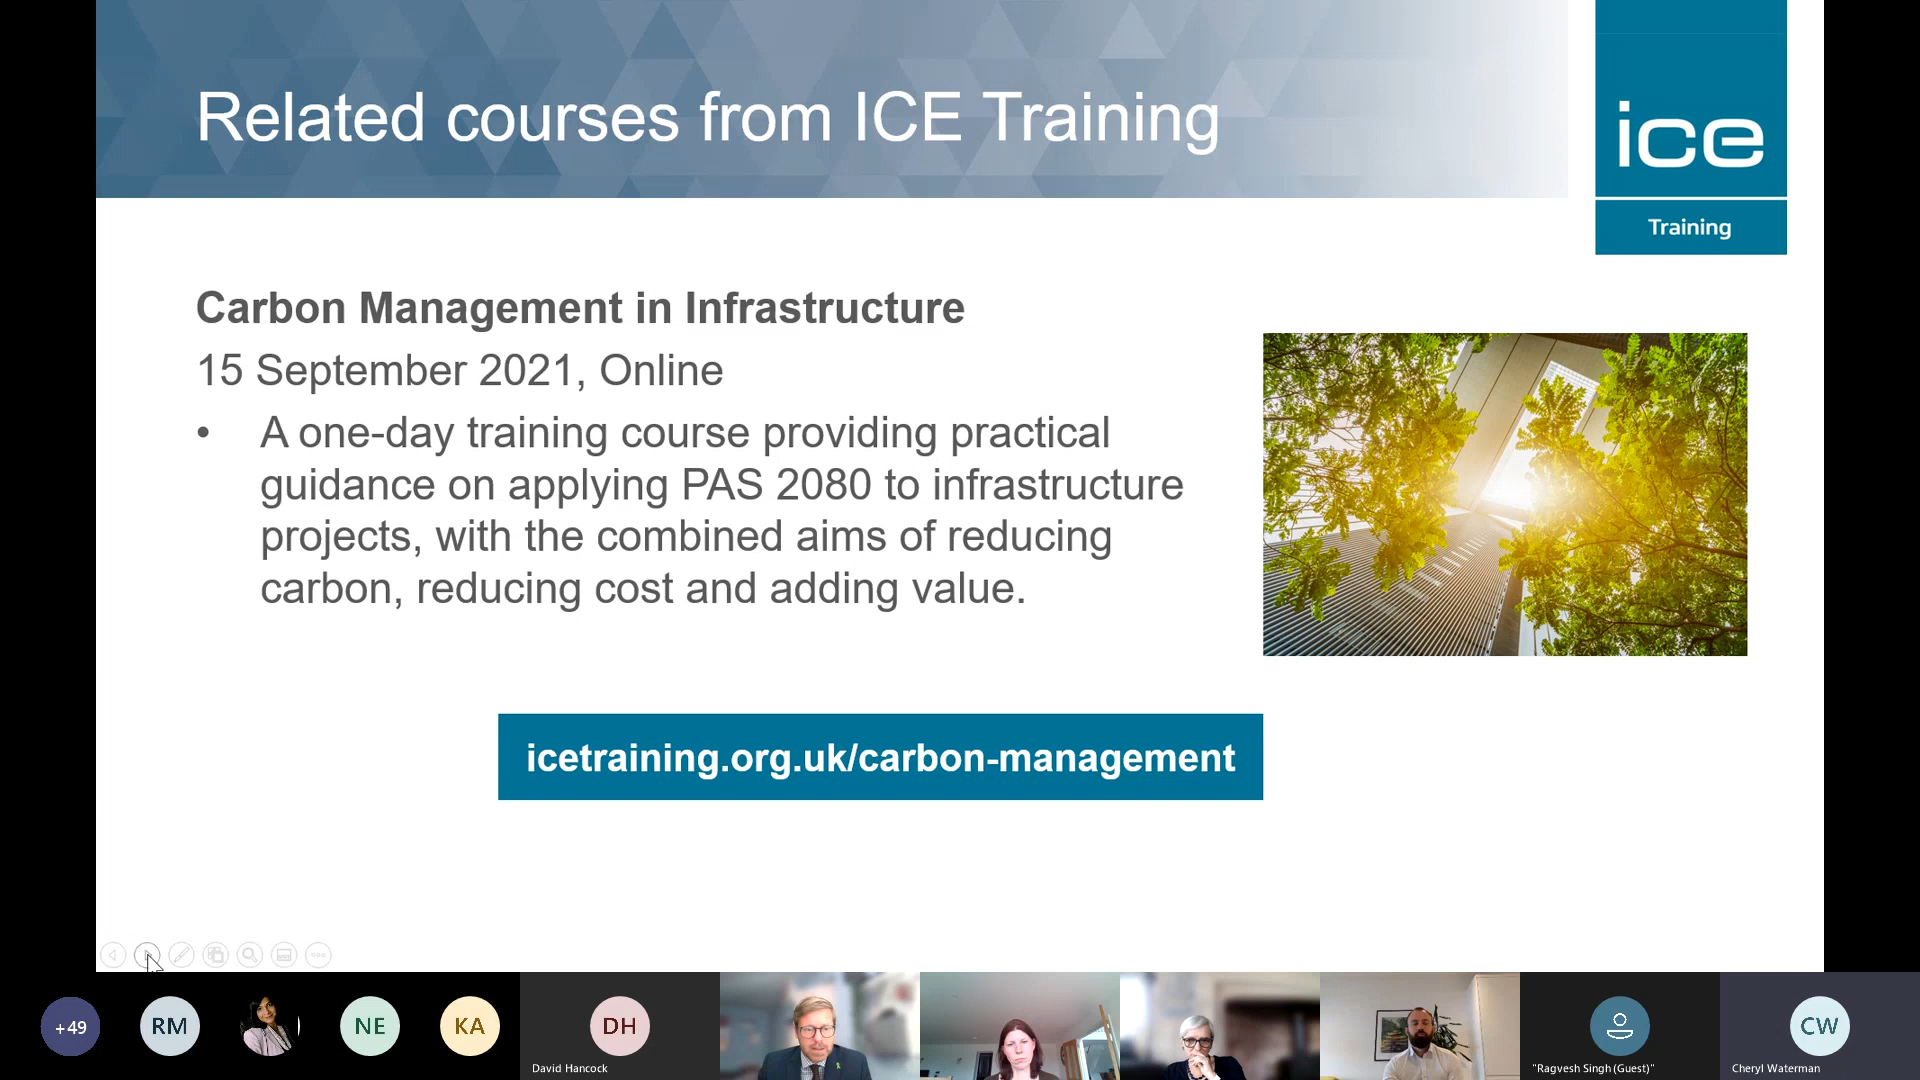 Related courses from ICE Training
ice
Training
Carbon Management in Infrastructure
15 September 2021, Online
• A one-day training course providing practical
guidance on applying PAS 2080 to infrastructure
projects, with the combined aims of reducing
carbon, reducing cost and adding value.
icetraining.org.uk/carbon-management
+49
RM
NE
KA
DH
David Hancock
"Ragvesh Singh (Guest)"
CW
Cheryl Waterman